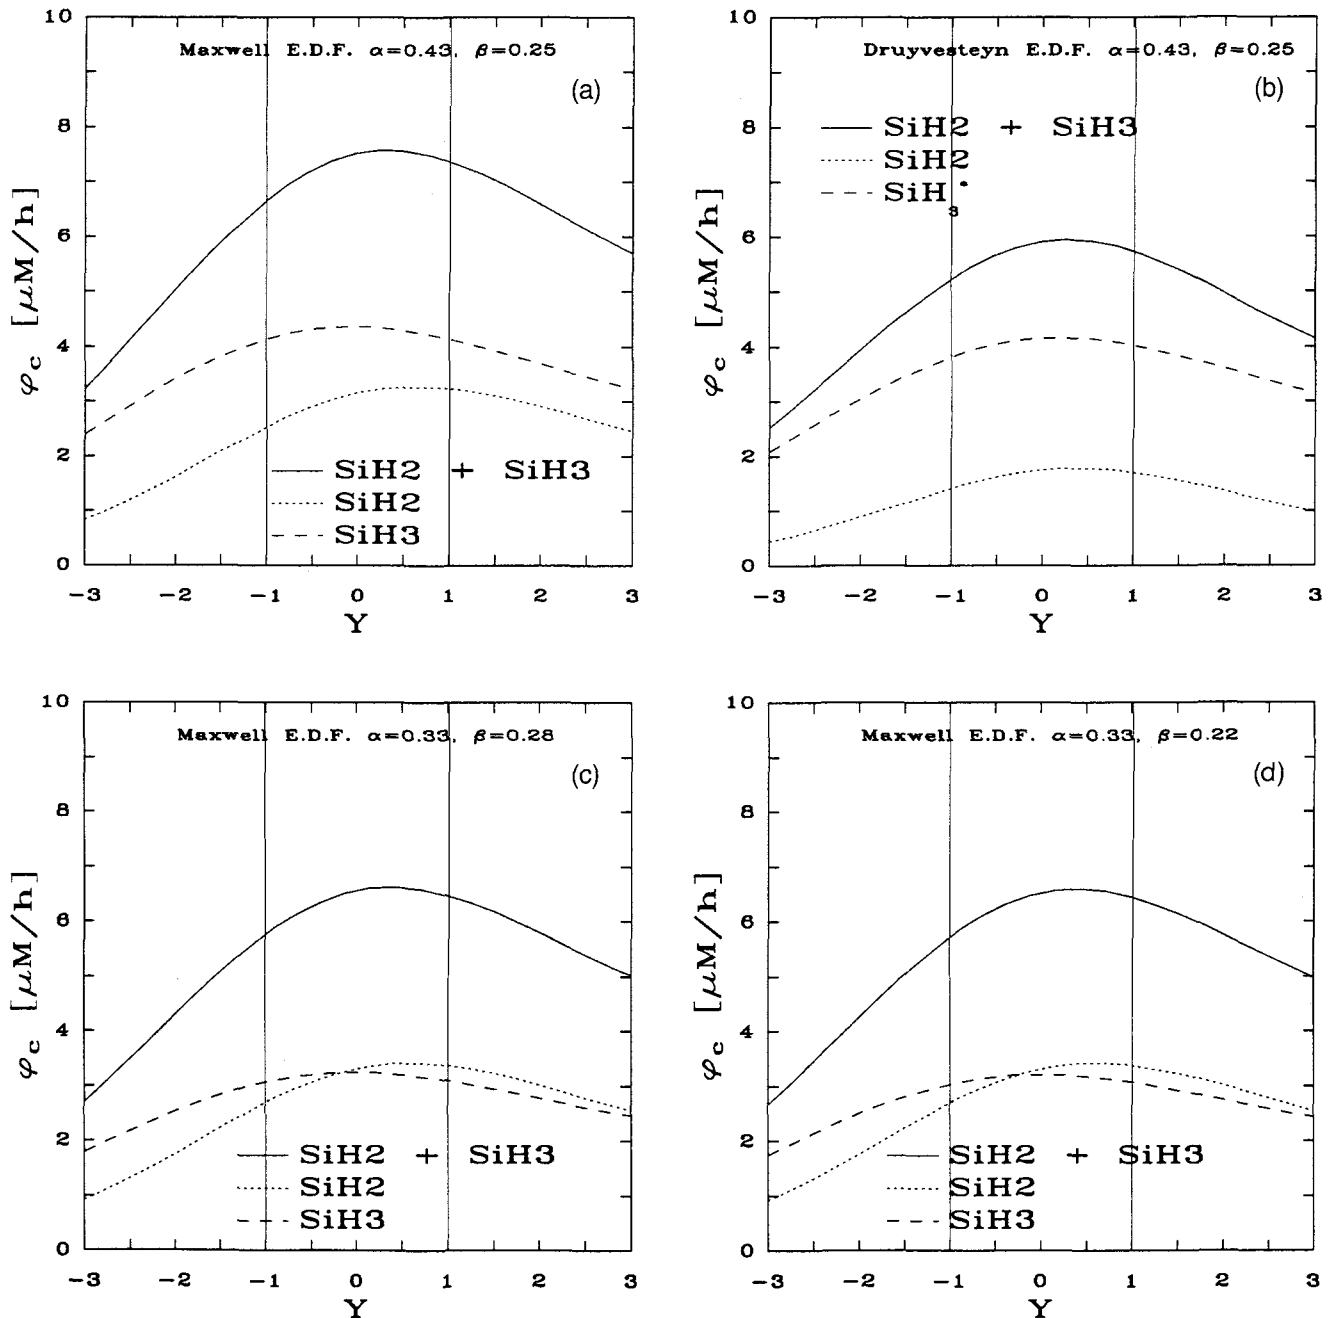 10
Maxwell E.D.F. α=0.43, β=0.25
(a)
8
6
4
2
0
φc [μM/h]
SiH2 + SiH3
SiH2
SiH3
-3 -2 -1 0 1 2 3
Y
10
Druyvesteyn E.D.F. α=0.43, β=0.25
(b)
SiH2 + SiH3
SiH2
SiH3*
8
6
4
2
0
φc [μM/h]
-3 -2 -1 0 1 2 3
Y
10
Maxwell E.D.F. α=0.33, β=0.28
(c)
8
6
4
2
0
φc [μM/h]
SiH2 + SiH3
SiH2
SiH3
-3 -2 -1 0 1 2 3
Y
10
Maxwell E.D.F. α=0.33, β=0.22
(d)
8
6
4
2
0
φc [μM/h]
SiH2 + SiH3
SiH2
SiH3
-3 -2 -1 0 1 2 3
Y